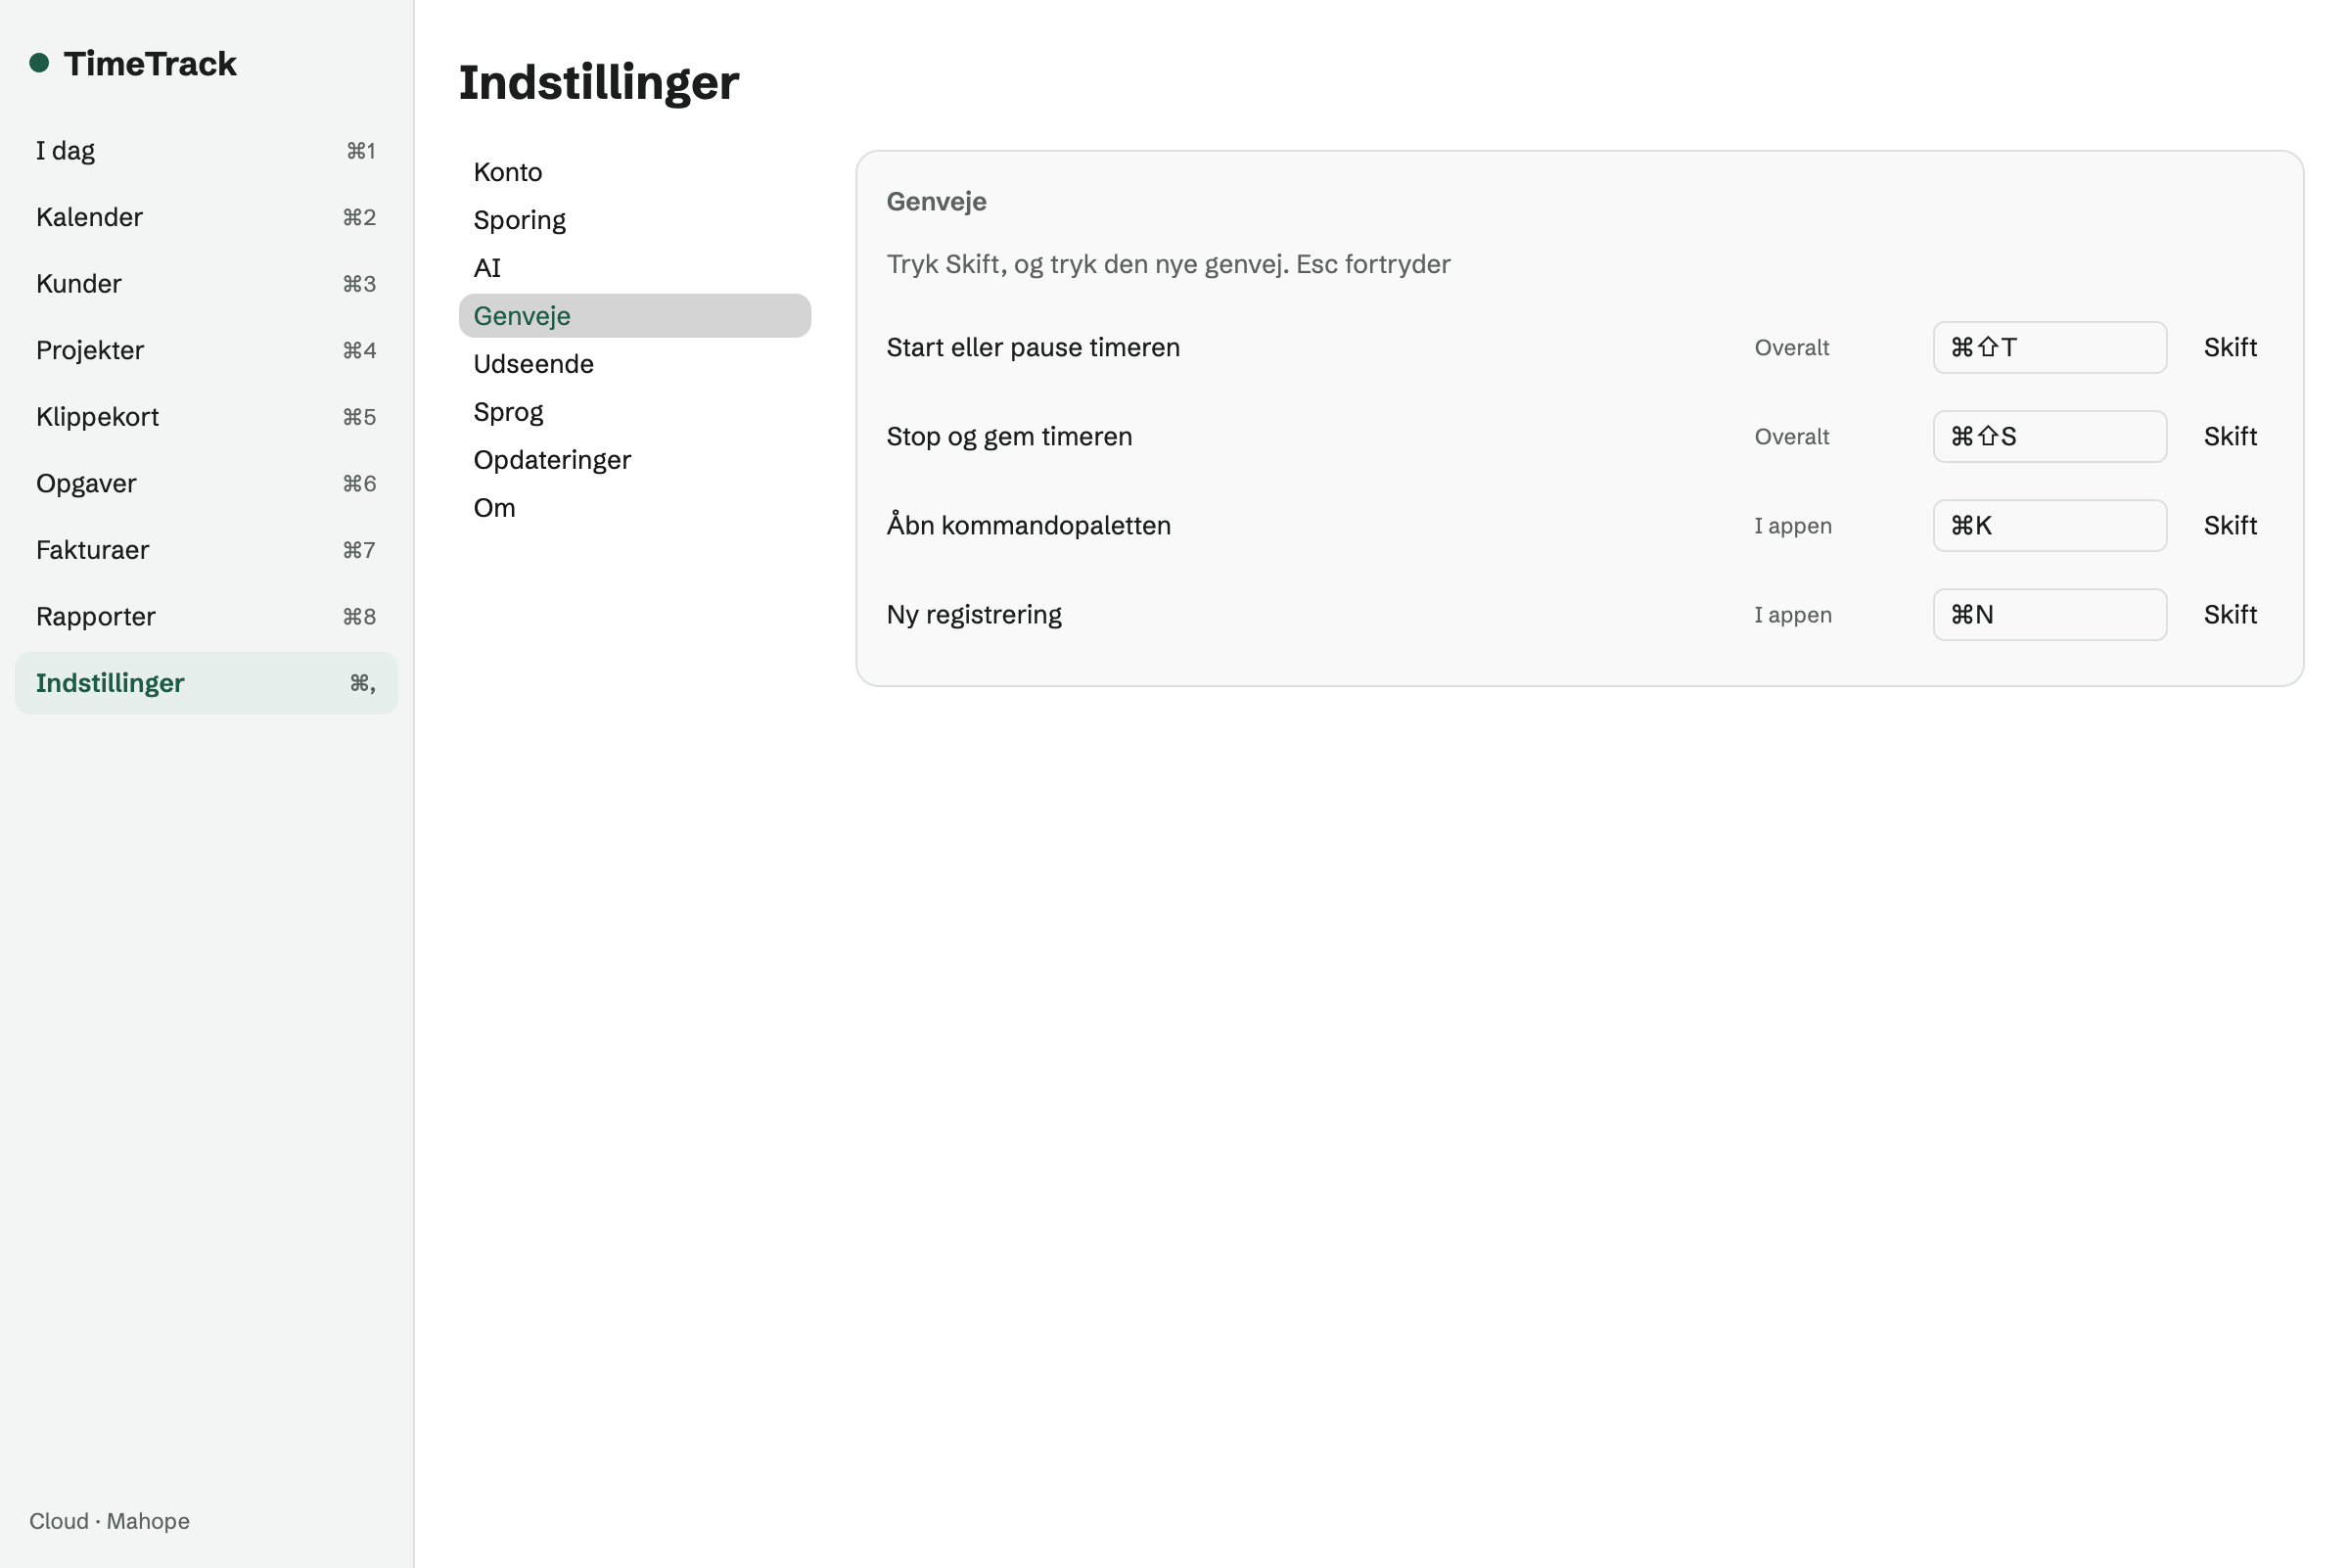 TimeTrack
I dag ⌘1
Kalender ⌘2
Kunder ⌘3
Projekter ⌘4
Klippekort ⌘5
Opgaver ⌘6
Fakturaer ⌘7
Rapporter ⌘8
Indstillinger ⌘,
Cloud · Mahope
Indstillinger
Konto
Sporing
AI
Genveje
Udseende
Sprog
Opdateringer
Om
Genveje
Tryk Skift, og tryk den nye genvej. Esc fortryder
Start eller pause timeren Overalt ⌘⇧T Skift
Stop og gem timeren Overalt ⌘⇧S Skift
Åbn kommandopaletten I appen ⌘K Skift
Ny registrering I appen ⌘N Skift